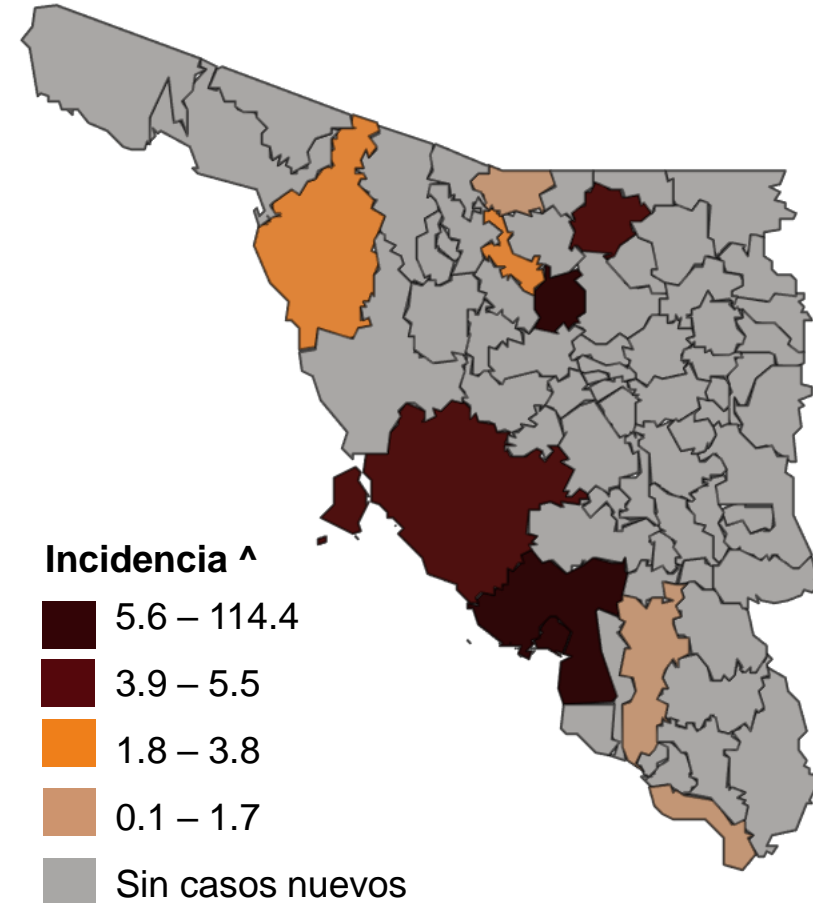 Incidencia ^
5.6 – 114.4
3.9 – 5.5
1.8 – 3.8
0.1 – 1.7
Sin casos nuevos